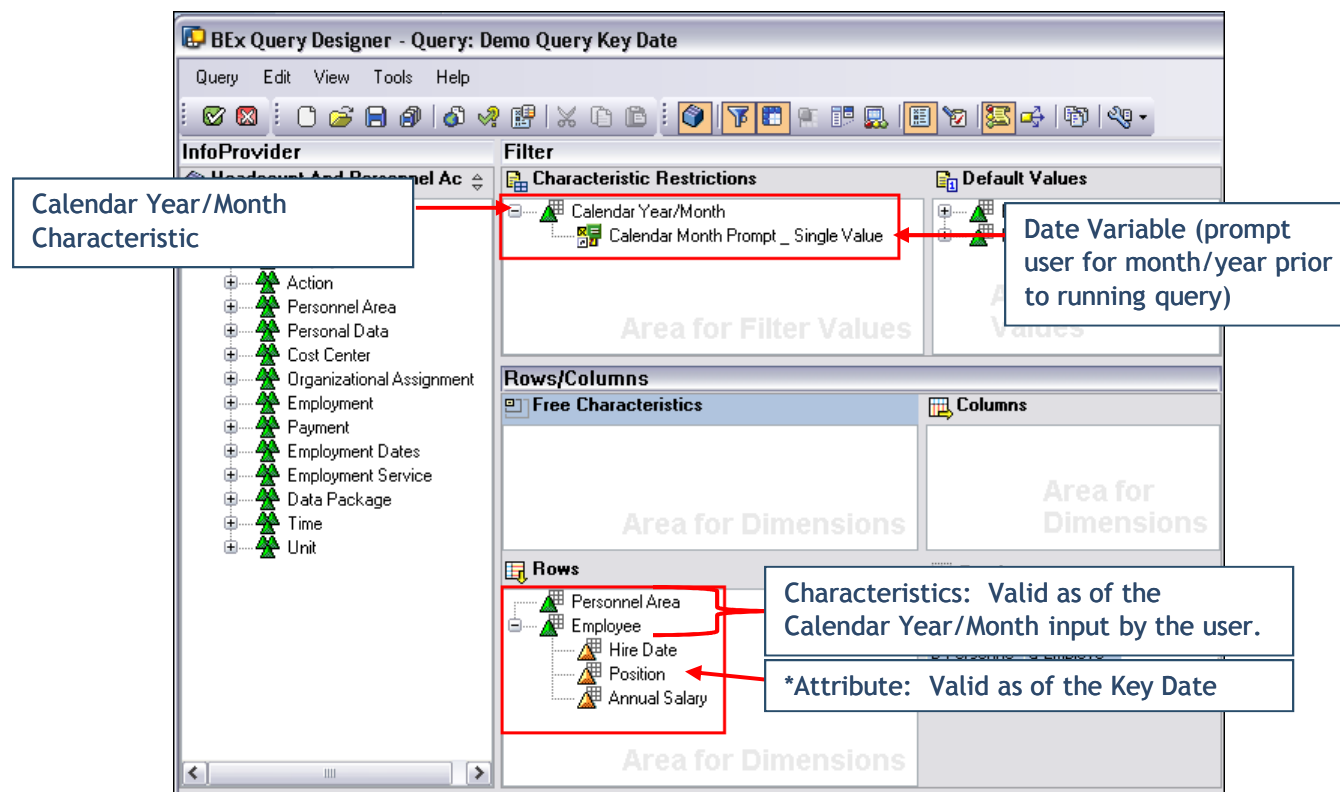 BEx Query Designer - Query: Demo Query Key Date
Query Edit View Tools Help
InfoProvider
Filter
Headcount And Personnel Ac
Characteristic Restrictions
Default Values
Calendar Year/Month
Characteristic
Calendar Year/Month
Calendar Month Prompt _ Single Value
Date Variable (prompt
user for month/year prior
to running query)
Area for Filter Values
Values
Action
Personnel Area
Personal Data
Cost Center
Organizational Assignment
Employment
Payment
Employment Dates
Employment Service
Data Package
Time
Unit
Rows/Columns
Free Characteristics
Columns
Area for Dimensions
Area for
Dimensions
Rows
Personnel Area
Employee
Hire Date
Position
Annual Salary
Characteristics: Valid as of the
Calendar Year/Month input by the user.
*Attribute: Valid as of the Key Date
Area for Dimensions